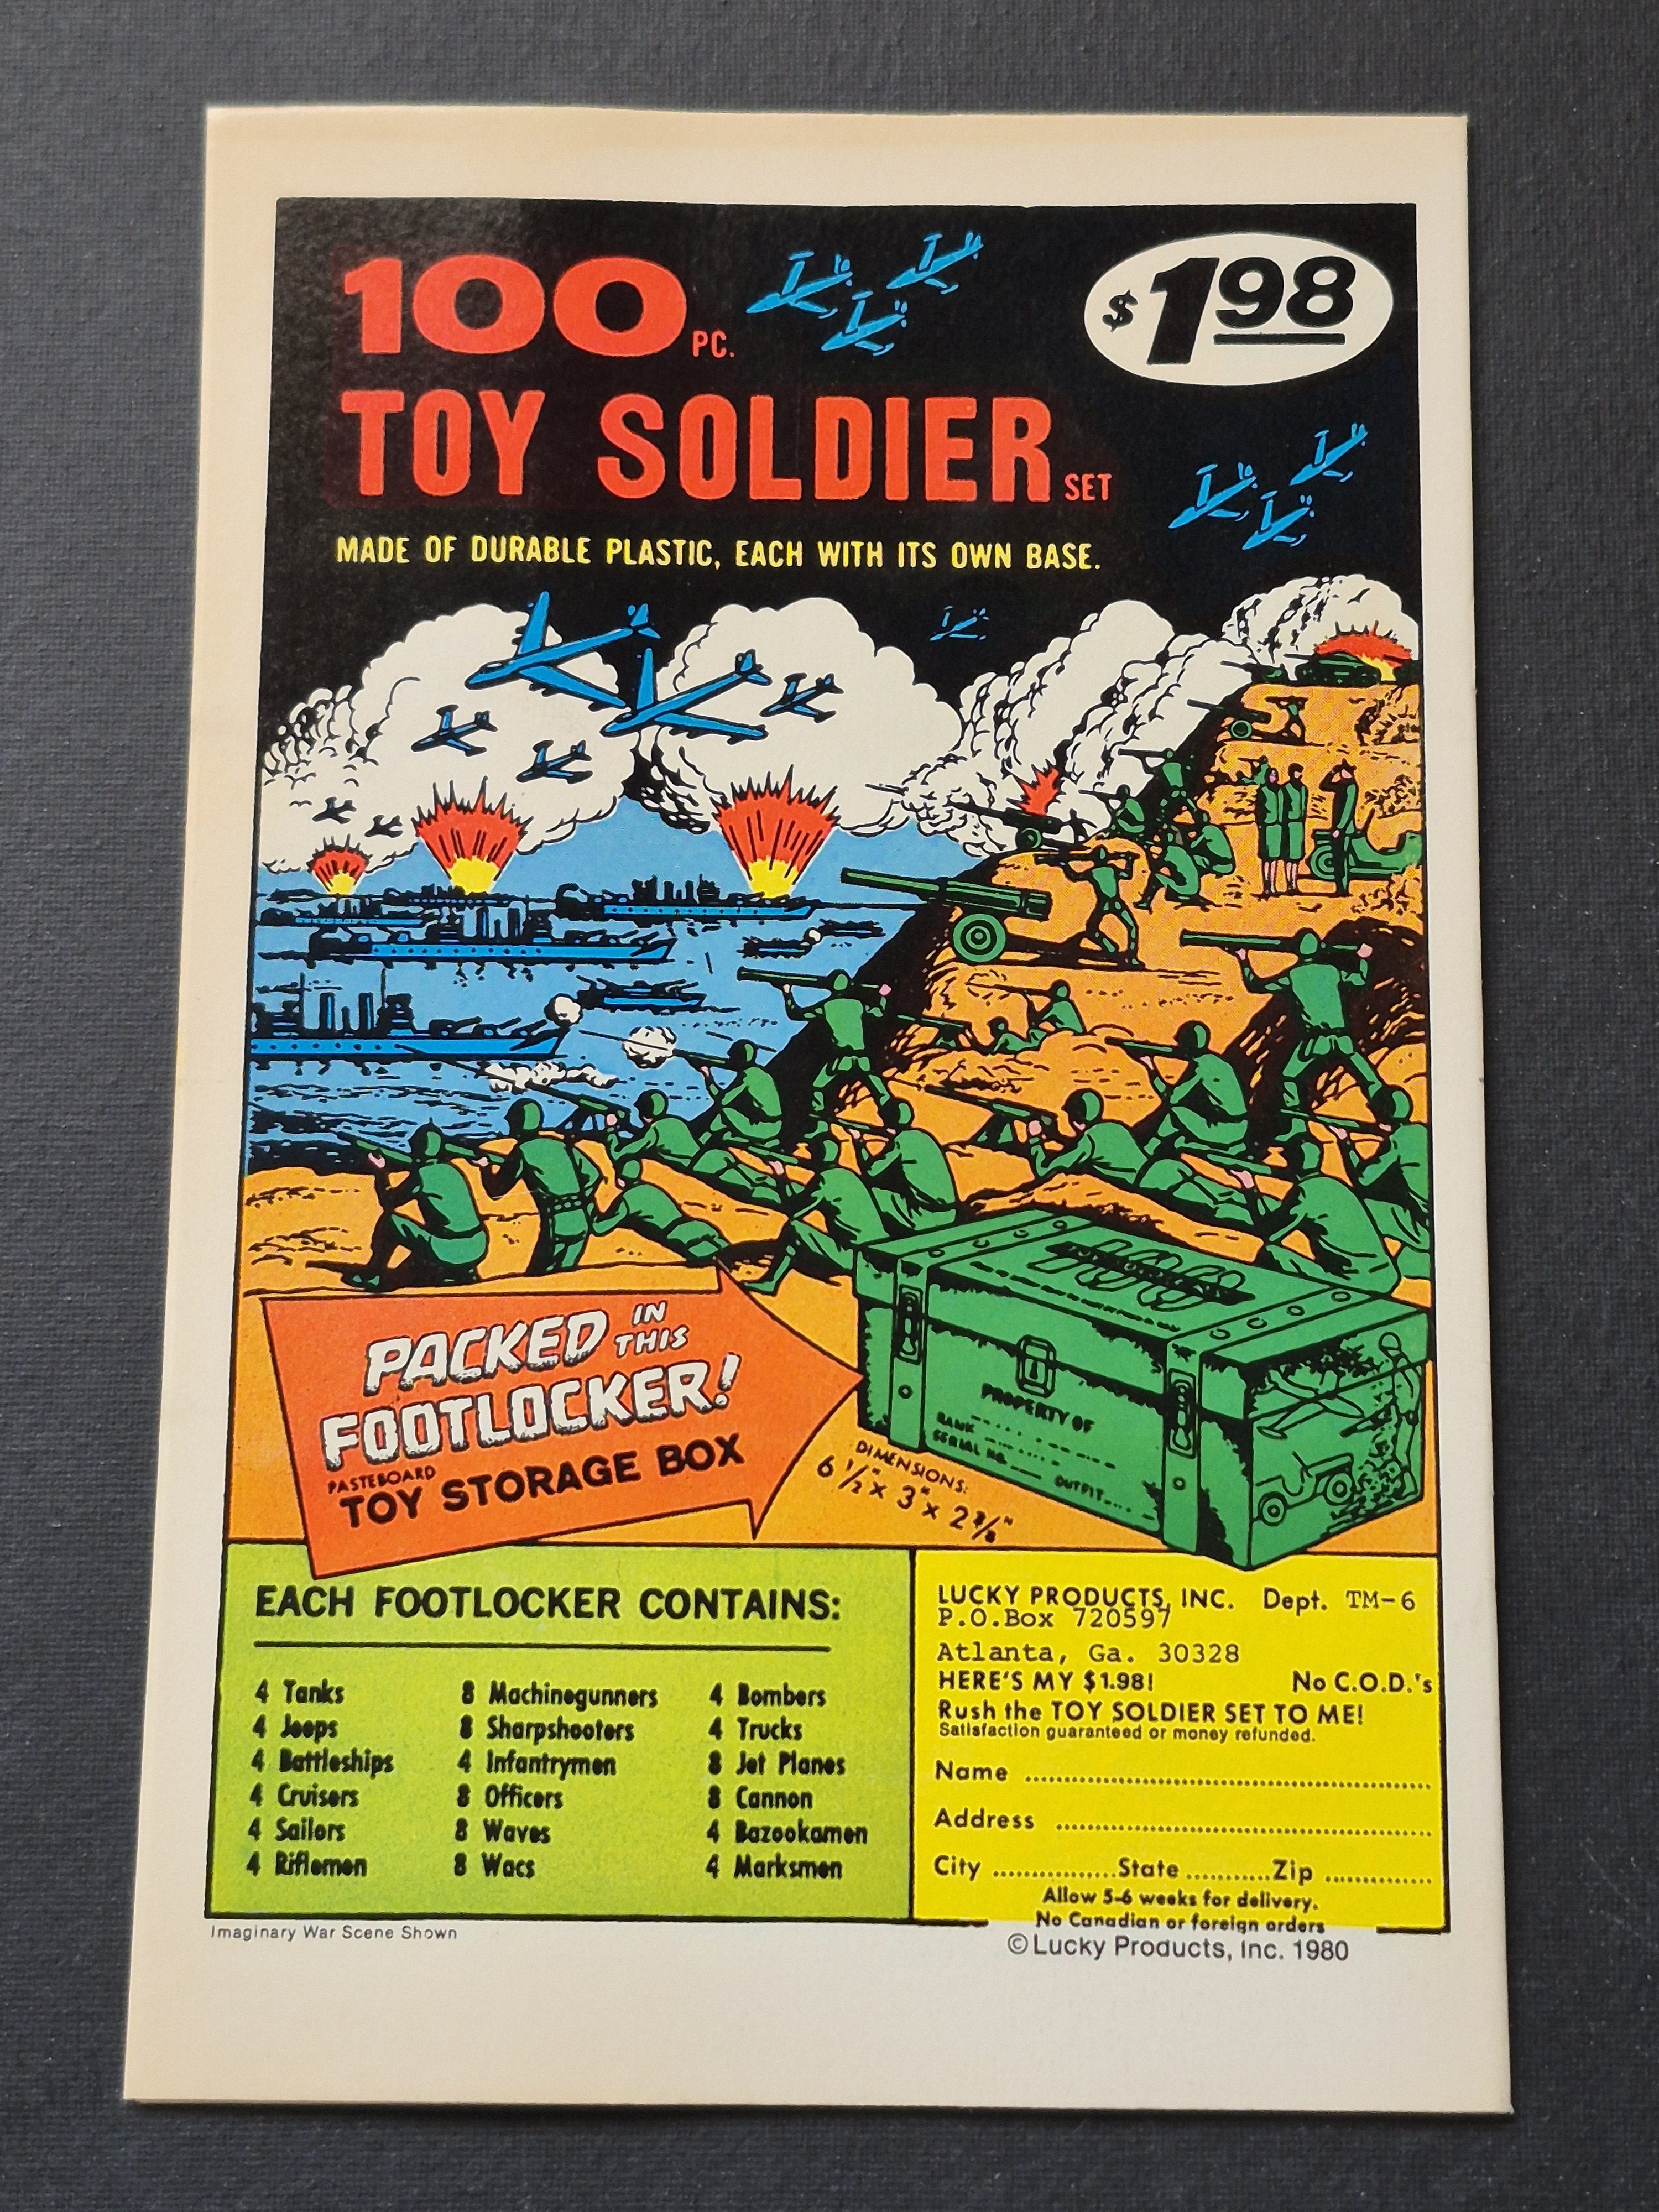 100 PC.
$1.98
TOY SOLDIER SET
MADE OF DURABLE PLASTIC, EACH WITH ITS OWN BASE.
PACKED IN THIS
FOOTLOCKER!
PASTEBOARD
TOY STORAGE BOX
PROPERTY OF
RANK
SERIAL NO.
OUTFIT
DIMENSIONS:
6 1/2" x 3" x 2 3/8"
EACH FOOTLOCKER CONTAINS:
4 Tanks 8 Machinegunners 4 Bombers
4 Jeeps 8 Sharpshooters 4 Trucks
4 Battleships 4 Infantrymen 8 Jet Planes
4 Cruisers 8 Officers 8 Cannon
4 Sailors 8 Waves 4 Bazookamen
4 Riflemen 8 Wacs 4 Marksmen
LUCKY PRODUCTS, INC. Dept. TM-6
P.O.Box 720597
Atlanta, Ga. 30328
HERE'S MY $1.98! No C.O.D.'s
Rush the TOY SOLDIER SET TO ME!
Satisfaction guaranteed or money refunded.
Name
Address
City State Zip
Allow 5-6 weeks for delivery.
No Canadian or foreign orders
Imaginary War Scene Shown
© Lucky Products, Inc. 1980